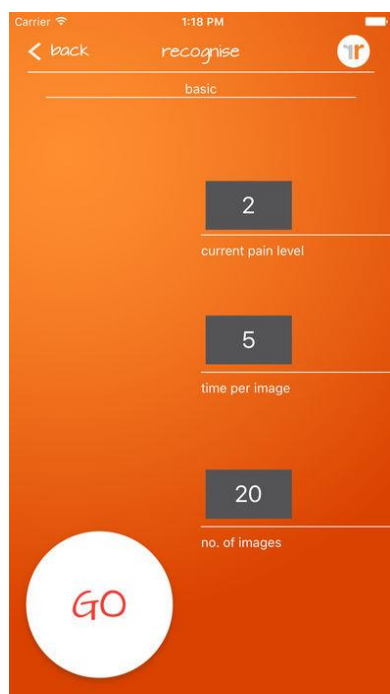 Carrier 1:18 PM
back recognise rr
basic
2
current pain level
5
time per image
20
no. of images
GO